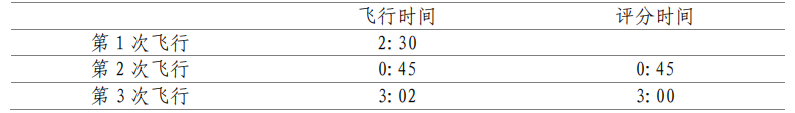 飞行时间 评分时间
第1次飞行 2:30
第2次飞行 0:45 0:45
第3次飞行 3:02 3:00